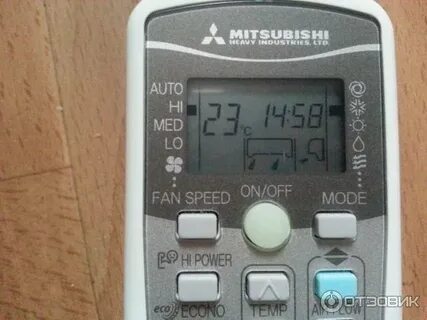 MITSUBISHI
HEAVY INDUSTRIES, LTD.
AUTO
HI
MED
LO
23 °C 14:58
FAN SPEED
ON/OFF
MODE
HI POWER
eco ECONO
TEMP
AIR FLOW
ОТЗОВИК